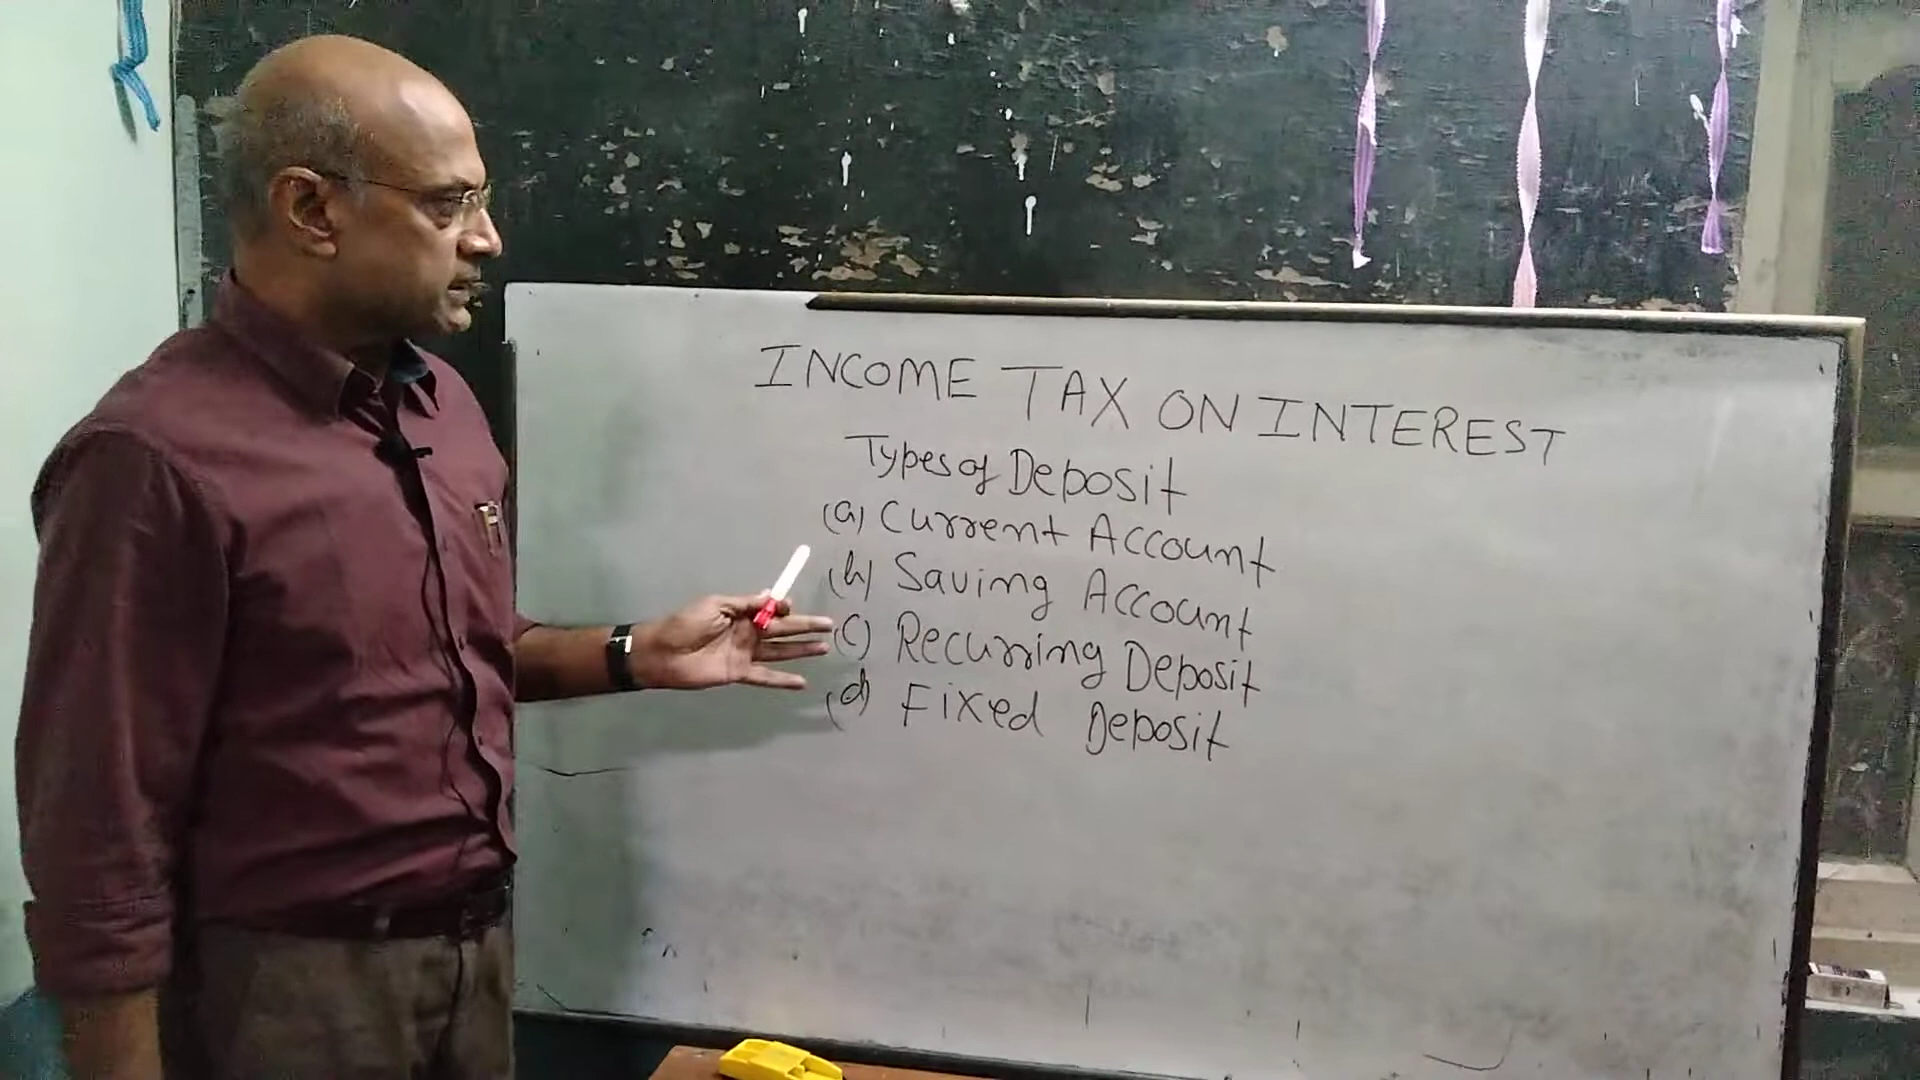 INCOME TAX ON INTEREST
Types of Deposit
(a) Current Account
(b) Saving Account
(c) Recurring Deposit
(d) Fixed Deposit